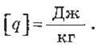 [q] = Дж/кг.